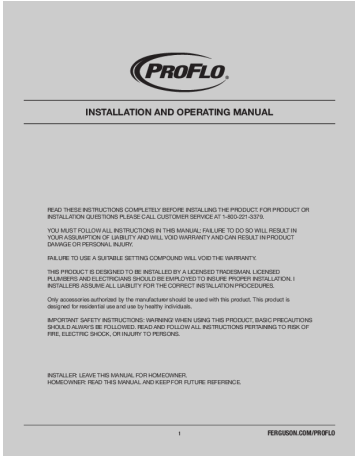 PROFLO®
INSTALLATION AND OPERATING MANUAL
READ THESE INSTRUCTIONS COMPLETELY BEFORE INSTALLING THE PRODUCT. FOR PRODUCT OR
INSTALLATION QUESTIONS PLEASE CALL CUSTOMER SERVICE AT 1-800-221-3379.
YOU MUST FOLLOW ALL INSTRUCTIONS IN THIS MANUAL; FAILURE TO DO SO WILL RESULT IN
YOUR ASSUMPTION OF LIABILITY AND WILL VOID WARRANTY AND CAN RESULT IN PRODUCT
DAMAGE OR PERSONAL INJURY.
FAILURE TO USE A SUITABLE SETTING COMPOUND WILL VOID THE WARRANTY.
THIS PRODUCT IS DESIGNED TO BE INSTALLED BY A LICENSED TRADESMAN. LICENSED
PLUMBERS AND ELECTRICIANS SHOULD BE EMPLOYED TO INSURE PROPER INSTALLATION. I
INSTALLERS ASSUME ALL LIABILITY FOR THE CORRECT INSTALLATION PROCEDURES.
Only accessories authorized by the manufacturer should be used with this product. This product is
designed for residential use and use by healthy individuals.
IMPORTANT SAFETY INSTRUCTIONS: WARNING! WHEN USING THIS PRODUCT, BASIC PRECAUTIONS
SHOULD ALWAYS BE FOLLOWED. READ AND FOLLOW ALL INSTRUCTIONS PERTAINING TO RISK OF
FIRE, ELECTRIC SHOCK, OR INJURY TO PERSONS.
INSTALLER: LEAVE THIS MANUAL FOR HOMEOWNER.
HOMEOWNER: READ THIS MANUAL AND KEEP FOR FUTURE REFERENCE.
1
FERGUSON.COM/PROFLO